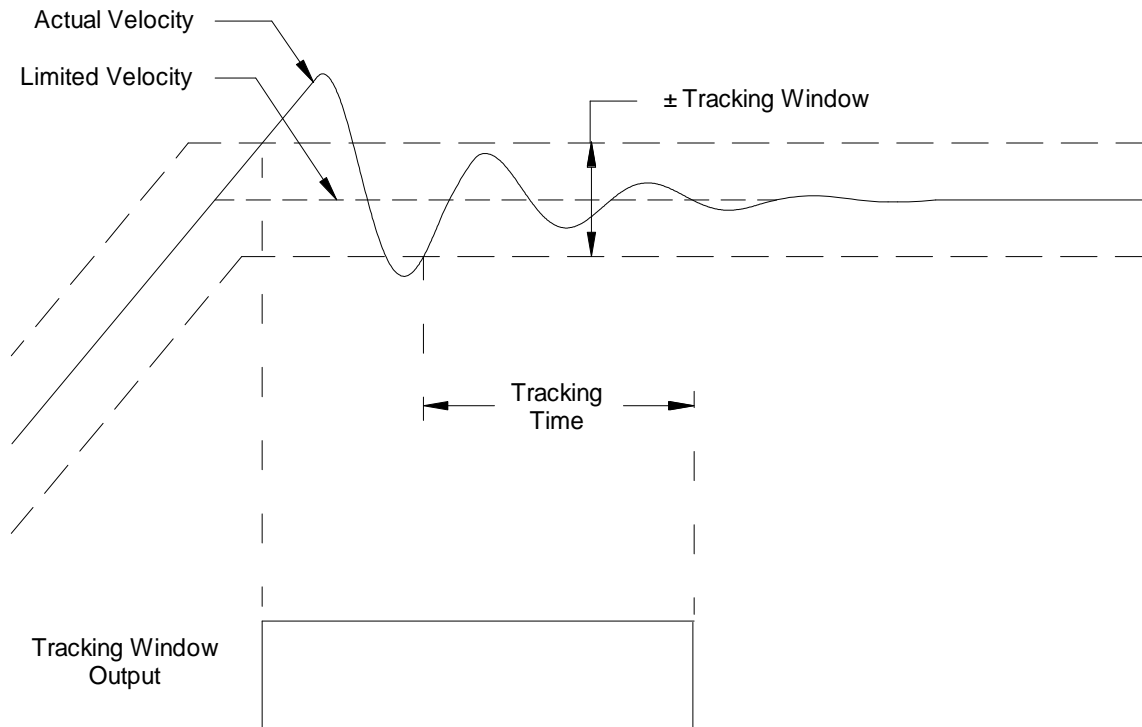 Actual Velocity
Limited Velocity
± Tracking Window
Tracking
Time
Tracking Window
Output